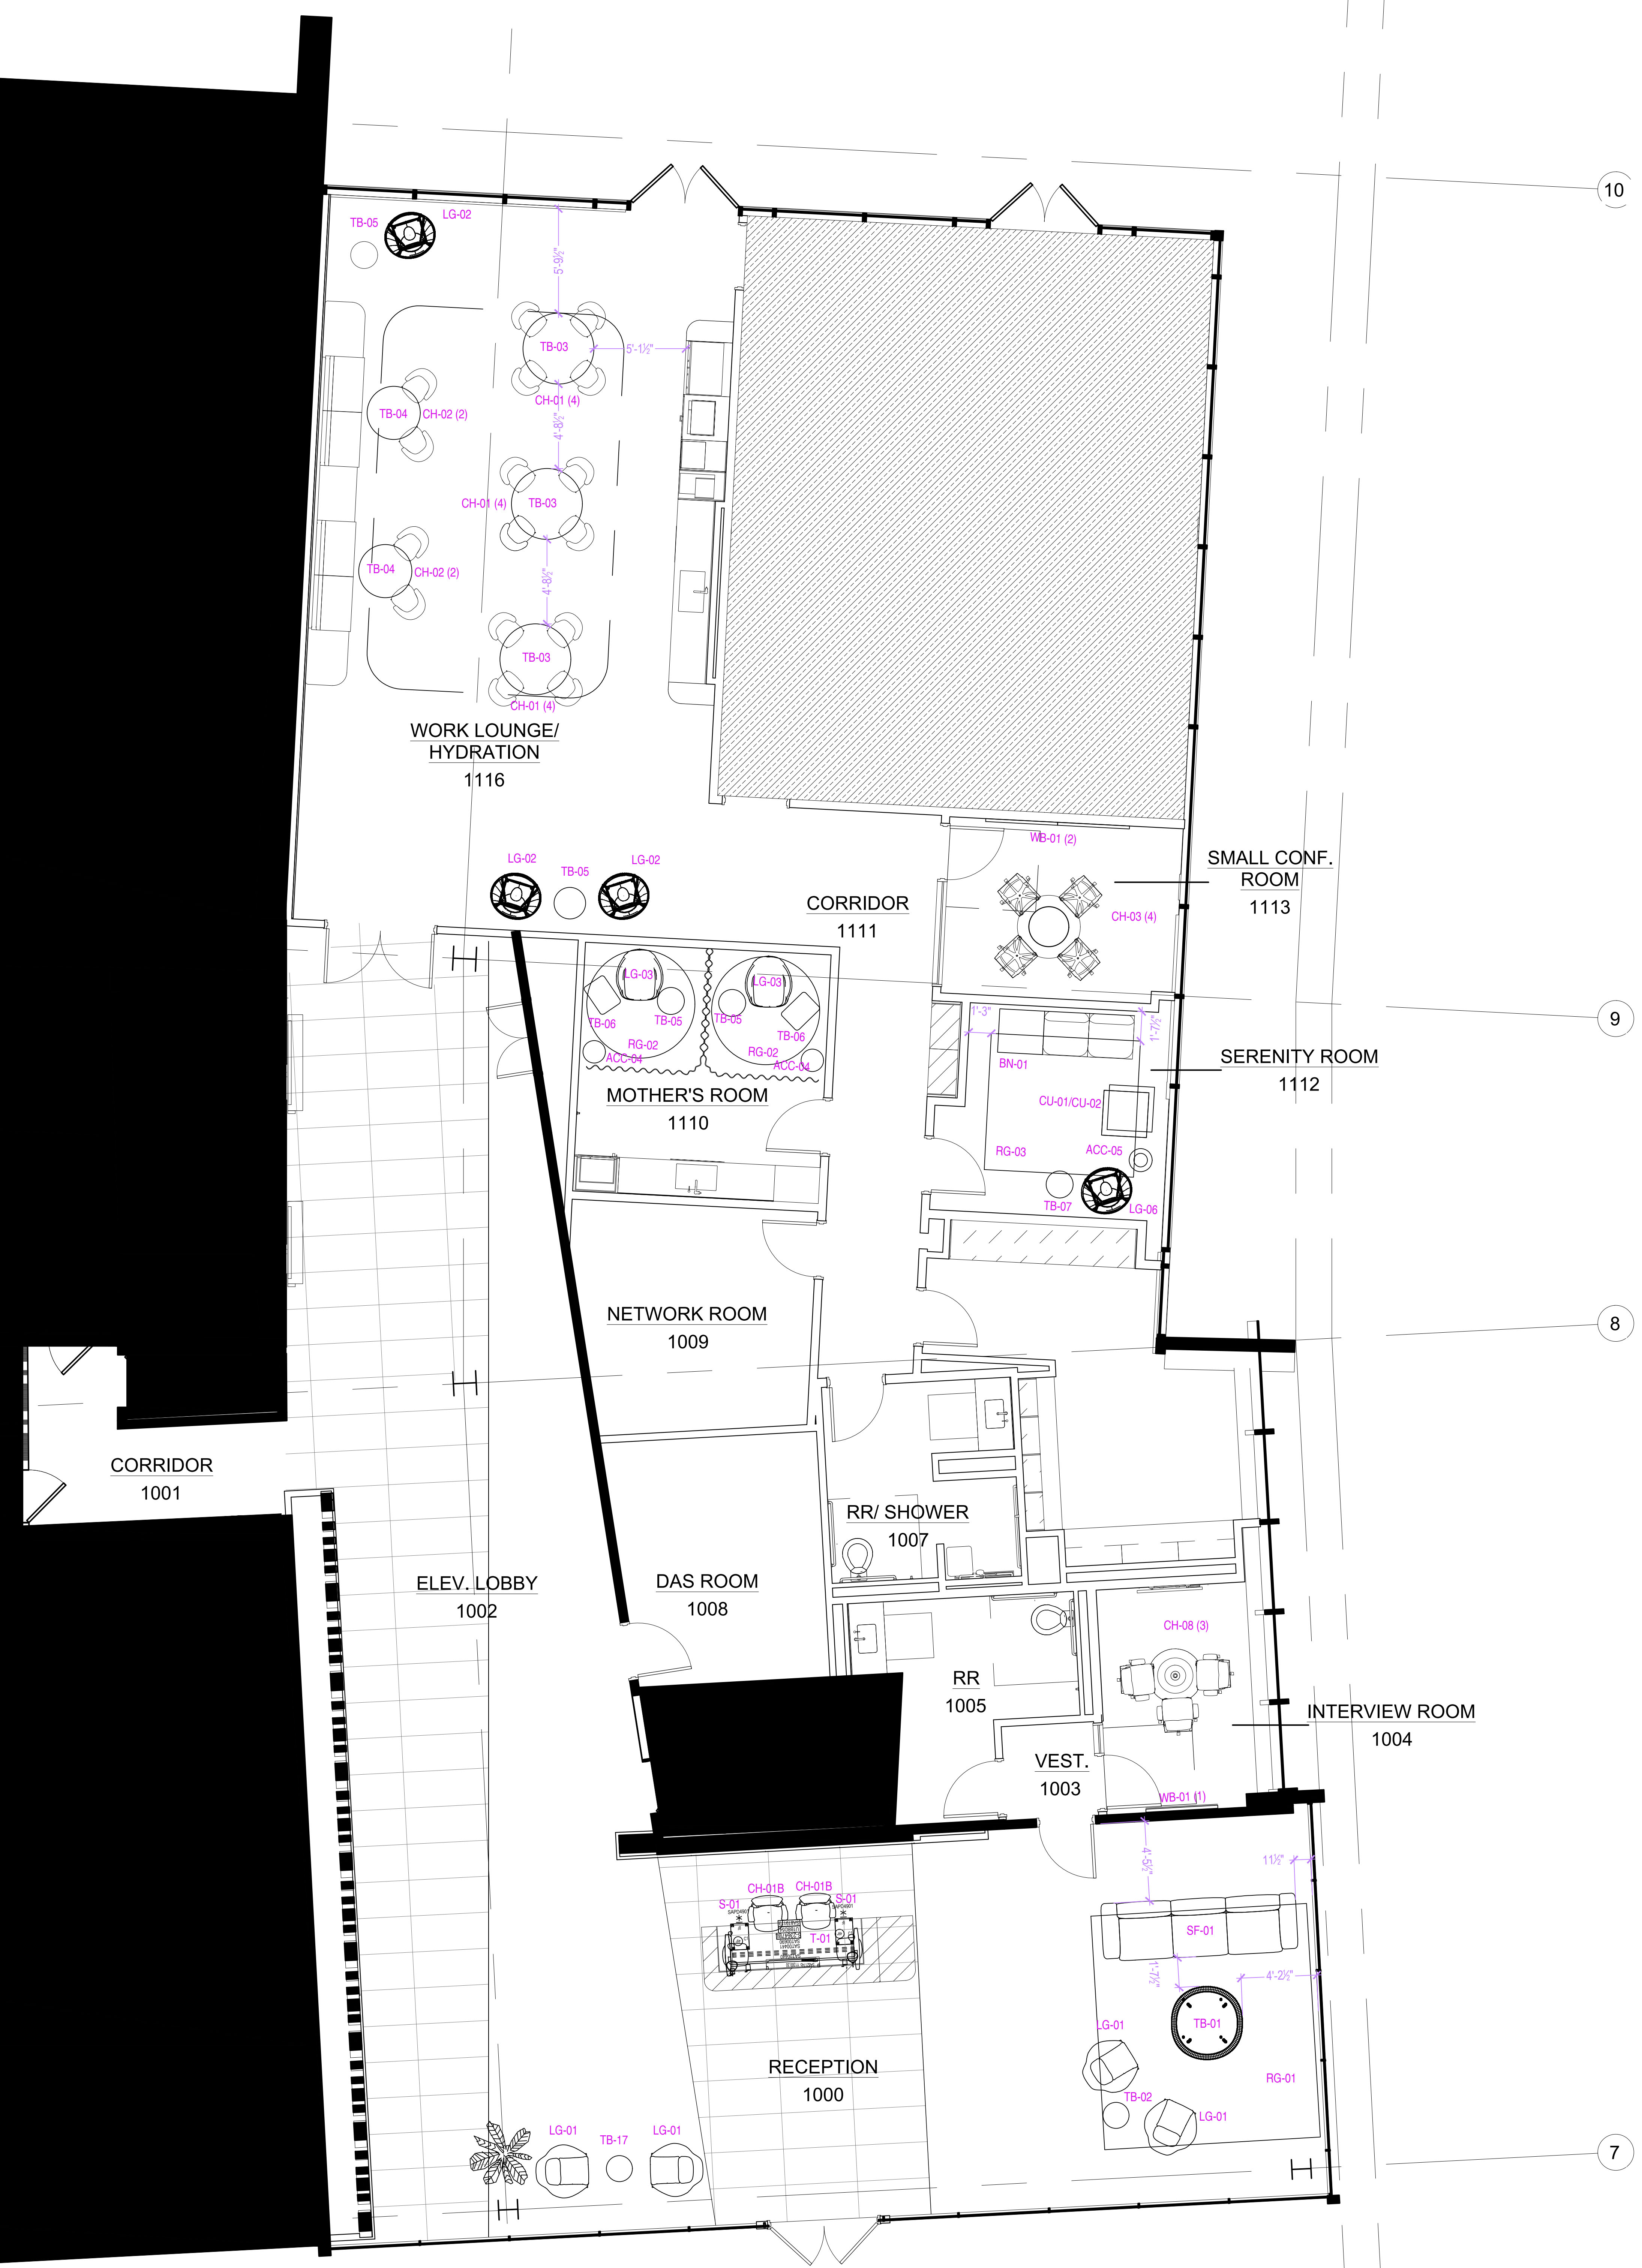 10
TB-05
LG-02
5'-9½"
TB-03
5'-1½"
CH-01 (4)
TB-04
CH-02 (2)
4'-8½"
CH-01 (4)
TB-03
TB-04
CH-02 (2)
4'-8½"
TB-03
CH-01 (4)
WORK LOUNGE/
HYDRATION
1116
WB-01 (2)
SMALL CONF.
ROOM
1113
LG-02
TB-05
LG-02
CORRIDOR
1111
CH-03 (4)
LG-03
LG-03
TB-06
TB-05
TB-05
TB-06
RG-02
RG-02
ACC-04
ACC-04
1'-3"
1'-7½"
9
BN-01
SERENITY ROOM
1112
MOTHER'S ROOM
1110
CU-01/CU-02
RG-03
ACC-05
TB-07
LG-06
NETWORK ROOM
1009
8
CORRIDOR
1001
RR/ SHOWER
1007
ELEV. LOBBY
1002
DAS ROOM
1008
CH-08 (3)
RR
1005
INTERVIEW ROOM
1004
VEST.
1003
WB-01 (1)
4'-5½"
11½"
CH-01B
CH-01B
S-01
S-01
SAPD4901
SAPD4901
T-01
SF-01
1'-7½"
4'-2½"
LG-01
TB-01
RECEPTION
1000
RG-01
TB-02
LG-01
LG-01
TB-17
LG-01
7